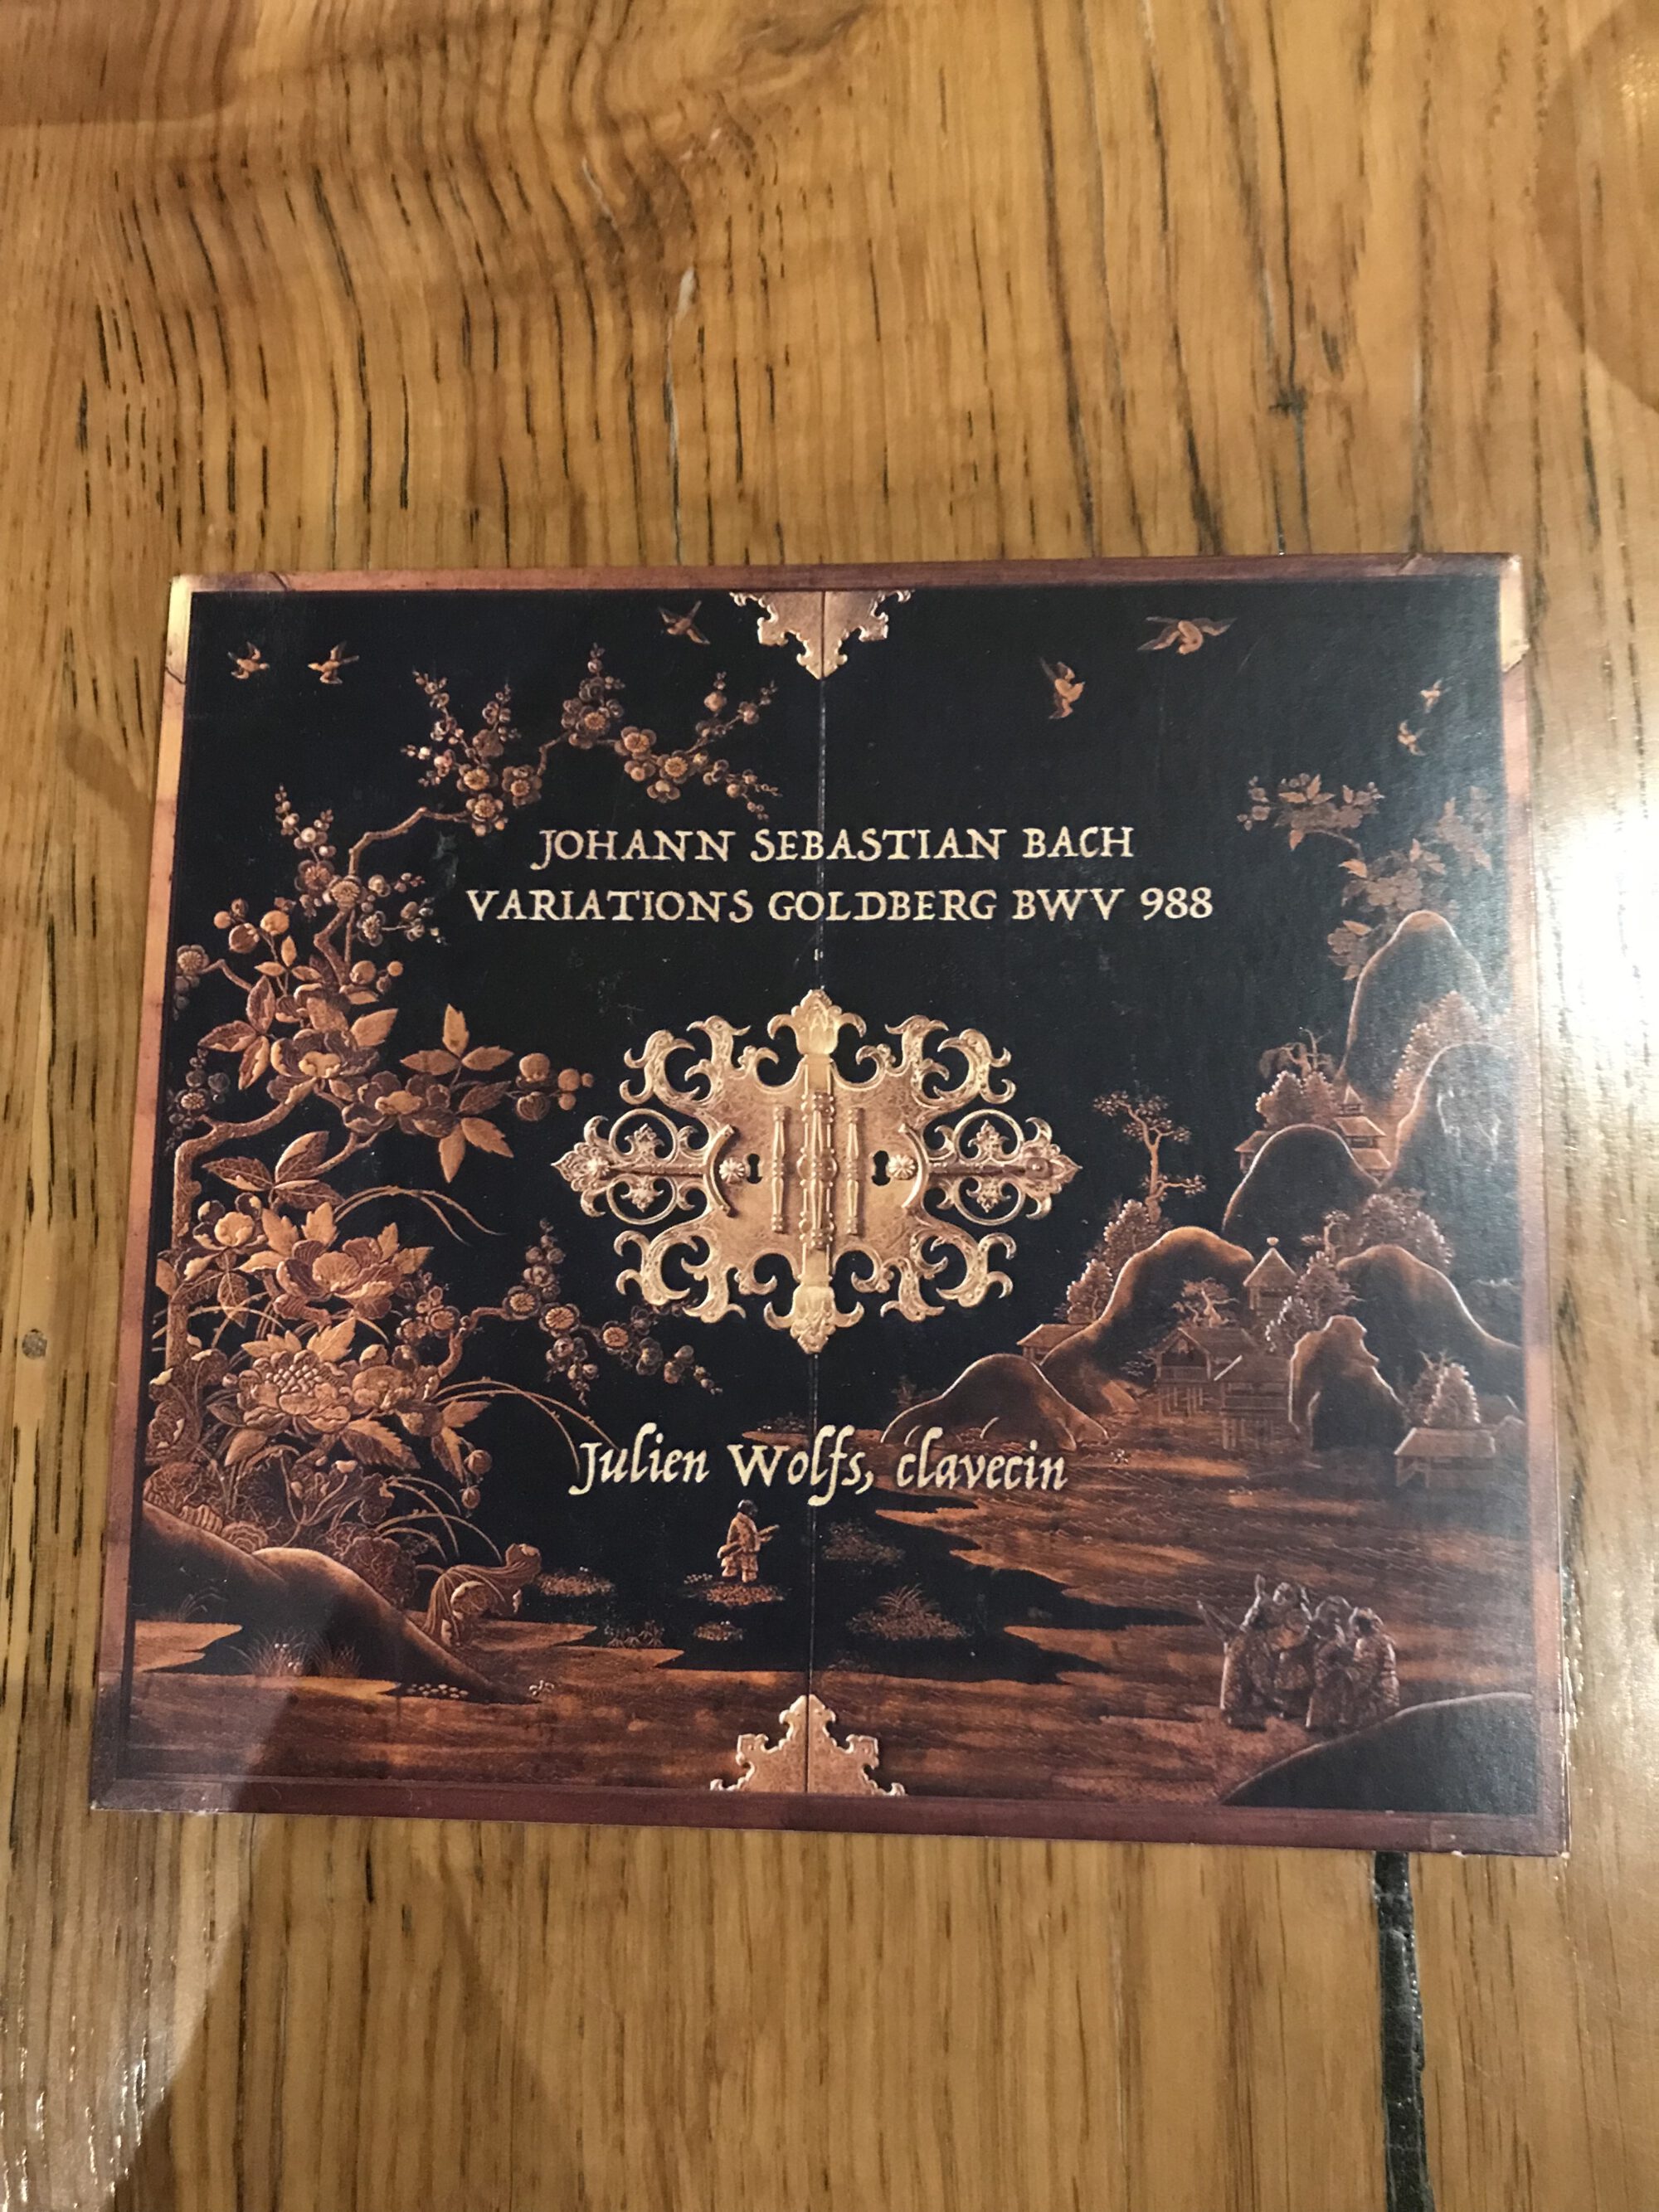 JOHANN SEBASTIAN BACH
VARIATIONS GOLDBERG BWV 988
Julien Wolfs, clavecin